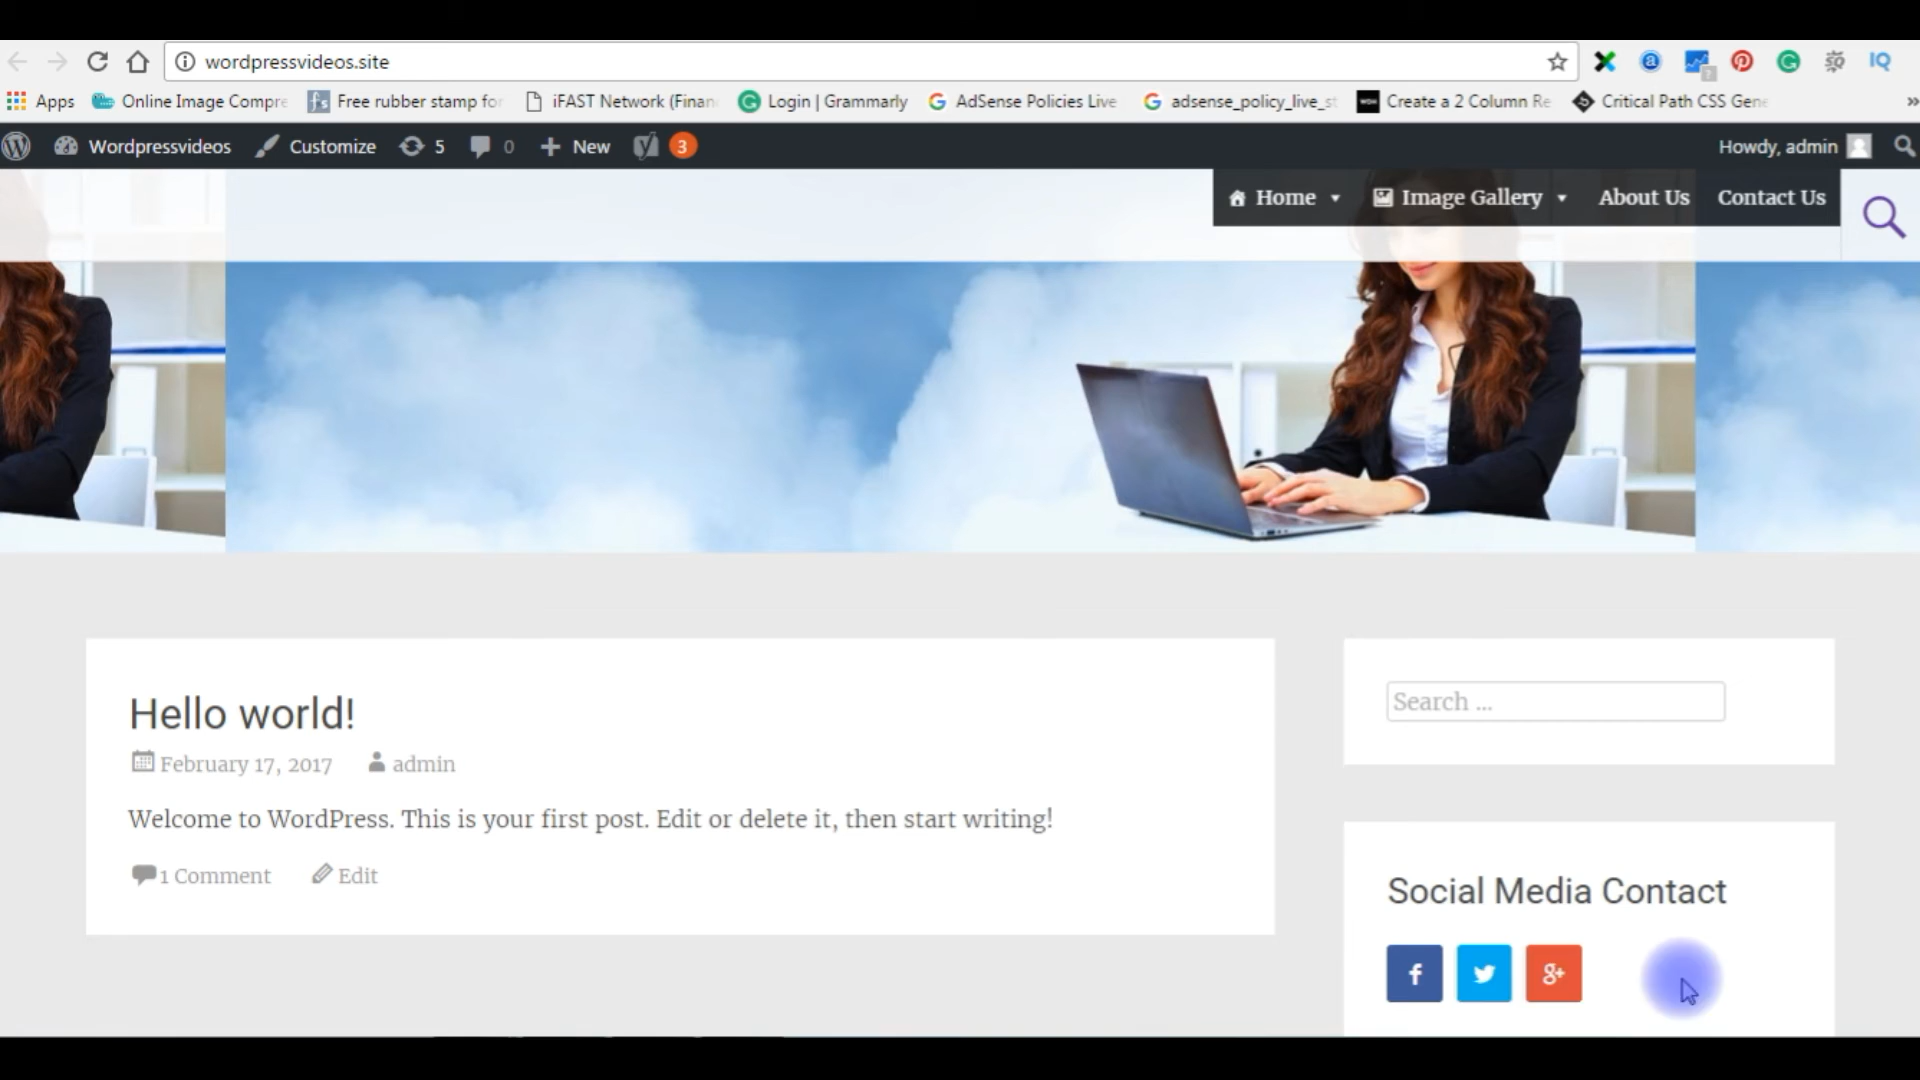 wordpressvideos.site
Apps Online Image Compre Free rubber stamp for iFAST Network (Finan Login | Grammarly AdSense Policies Live adsense_policy_live_st Create a 2 Column Re Critical Path CSS Gene »
Wordpressvideos Customize 5 0 New 3 Howdy, admin
Home Image Gallery About Us Contact Us
Hello world!
February 17, 2017 admin
Welcome to WordPress. This is your first post. Edit or delete it, then start writing!
1 Comment Edit
Search ...
Social Media Contact